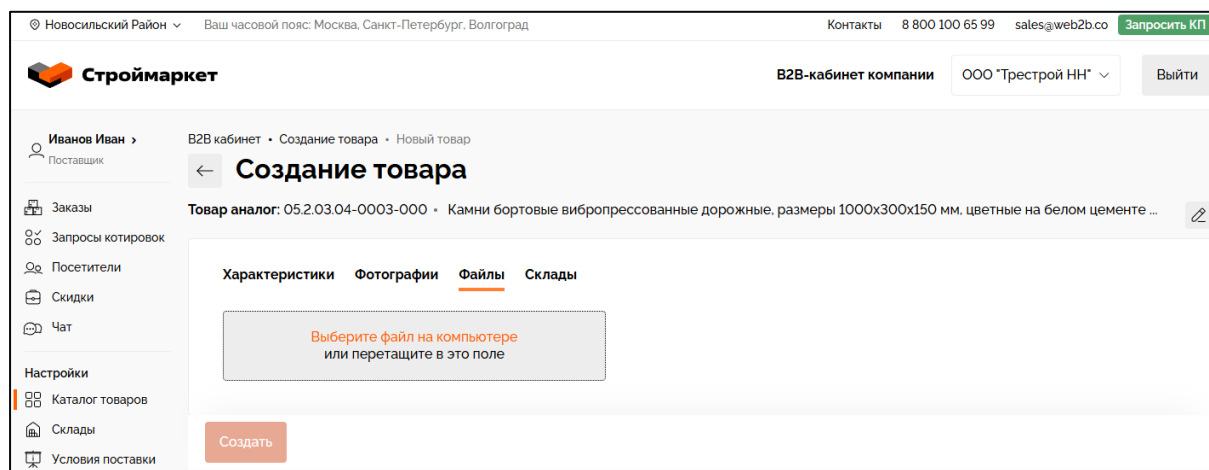 Новосильский Район Ваш часовой пояс: Москва, Санкт-Петербург, Волгоград Контакты 8 800 100 65 99 sales@web2b.co Запросить КП
Строймаркет B2B-кабинет компании ООО "Трестрой НН" Выйти
Иванов Иван ›
Поставщик
Заказы
Запросы котировок
Посетители
Скидки
Чат
Настройки
Каталог товаров
Склады
Условия поставки
B2B кабинет • Создание товара • Новый товар
← Создание товара
Товар аналог: 05.2.03.04-0003-000 • Камни бортовые вибропрессованные дорожные, размеры 1000x300x150 мм, цветные на белом цементе ...
Характеристики Фотографии Файлы Склады
Выберите файл на компьютере
или перетащите в это поле
Создать